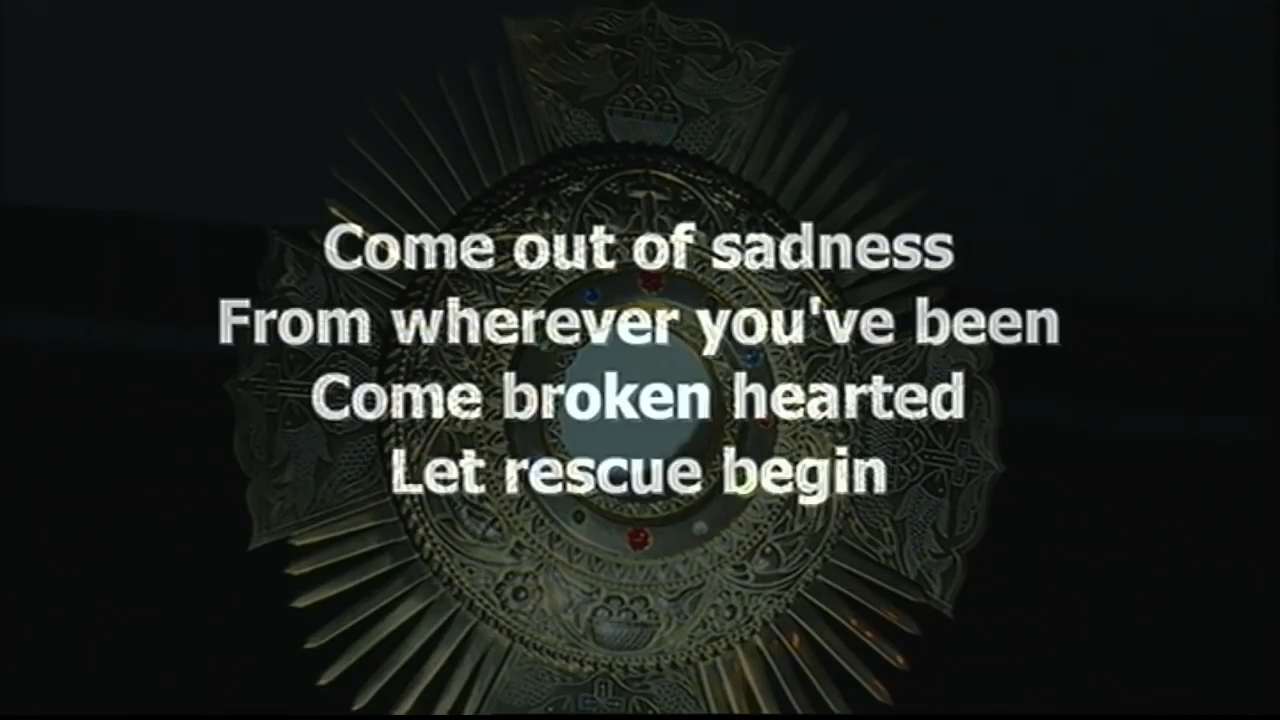 Come out of sadness
From wherever you've been
Come broken hearted
Let rescue begin